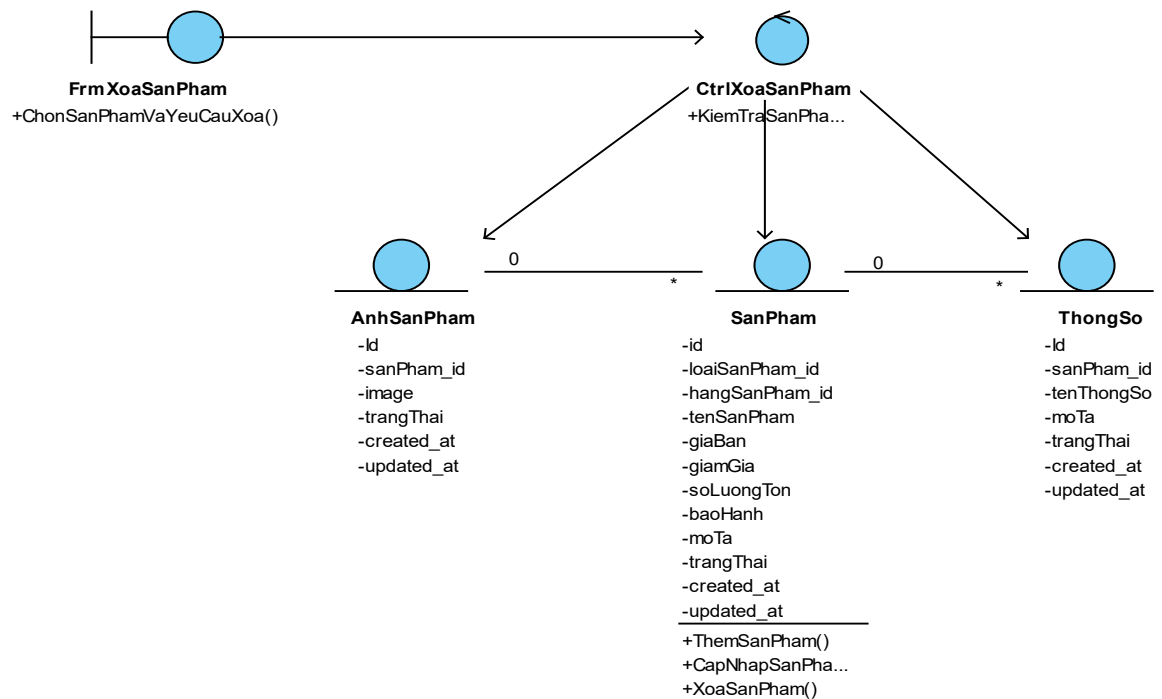 FrmXoaSanPham
+ChonSanPhamVaYeuCauXoa()
CtrlXoaSanPham
+KiemTraSanPha...
0
*
0
*
AnhSanPham
-Id
-sanPham_id
-image
-trangThai
-created_at
-updated_at
SanPham
-id
-loaiSanPham_id
-hangSanPham_id
-tenSanPham
-giaBan
-giamGia
-soLuongTon
-baoHanh
-moTa
-trangThai
-created_at
-updated_at
+ThemSanPham()
+CapNhapSanPha...
+XoaSanPham()
ThongSo
-Id
-sanPham_id
-tenThongSo
-moTa
-trangThai
-created_at
-updated_at